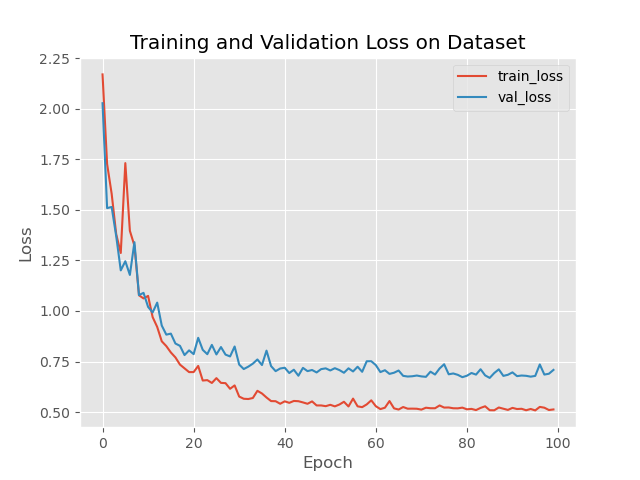 Training and Validation Loss on Dataset
2.25
2.00
1.75
1.50
1.25
1.00
0.75
0.50
Loss
train_loss
val_loss
0 20 40 60 80 100
Epoch